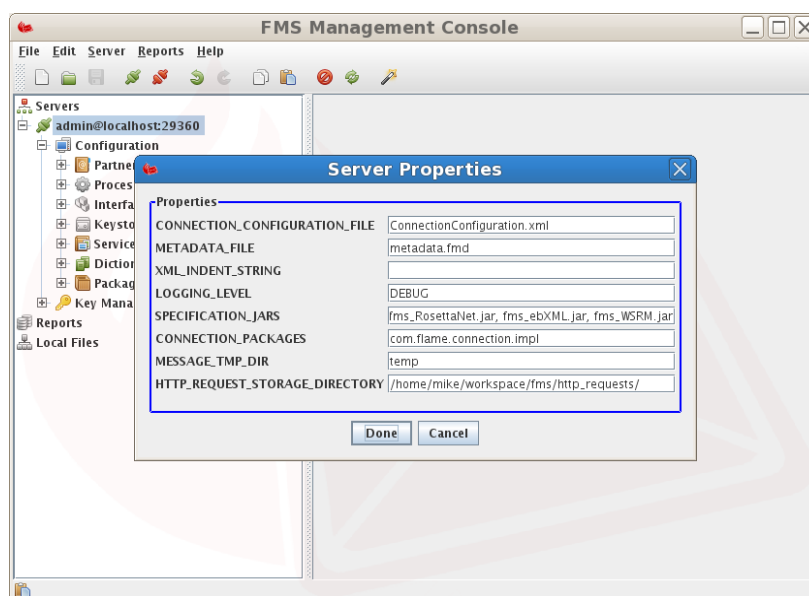 FMS Management Console
File Edit Server Reports Help
Servers
admin@localhost:29360
Configuration
Partne
Proces
Interfa
Keysto
Service
Diction
Packag
Key Mana
Reports
Local Files
Server Properties
Properties
CONNECTION_CONFIGURATION_FILE ConnectionConfiguration.xml
METADATA_FILE metadata.fmd
XML_INDENT_STRING
LOGGING_LEVEL DEBUG
SPECIFICATION_JARS fms_RosettaNet.jar, fms_ebXML.jar, fms_WSRM.jar
CONNECTION_PACKAGES com.flame.connection.impl
MESSAGE_TMP_DIR temp
HTTP_REQUEST_STORAGE_DIRECTORY /home/mike/workspace/fms/http_requests/
Done Cancel